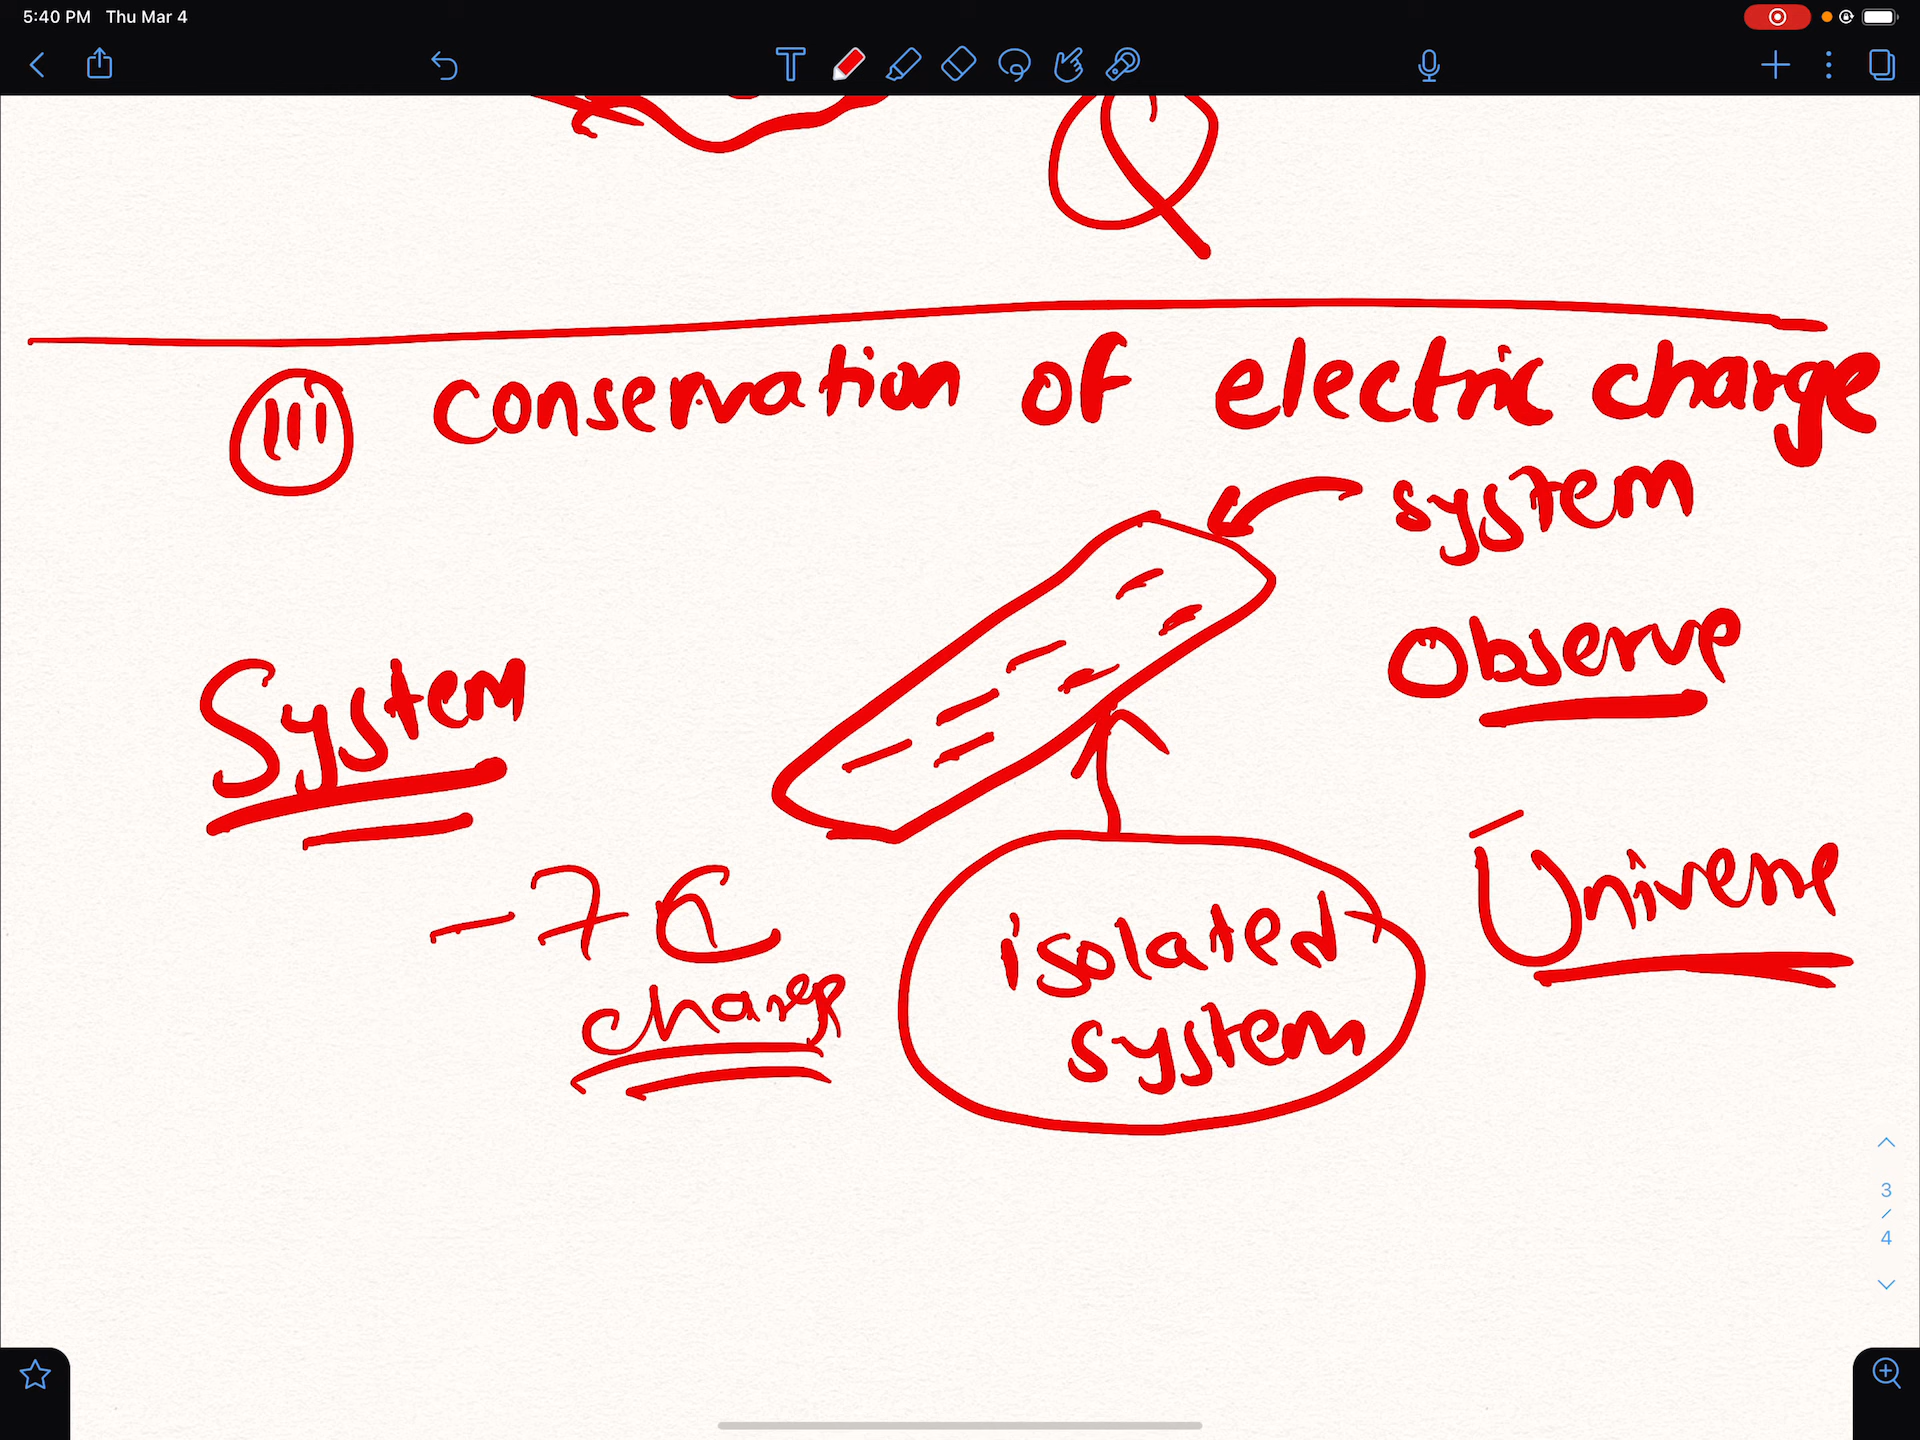 5:40 PM Thu Mar 4
Q
III conservation of electric charge
system
Observe
System
Universe
-7 C
charge
isolated
system
3
/
4